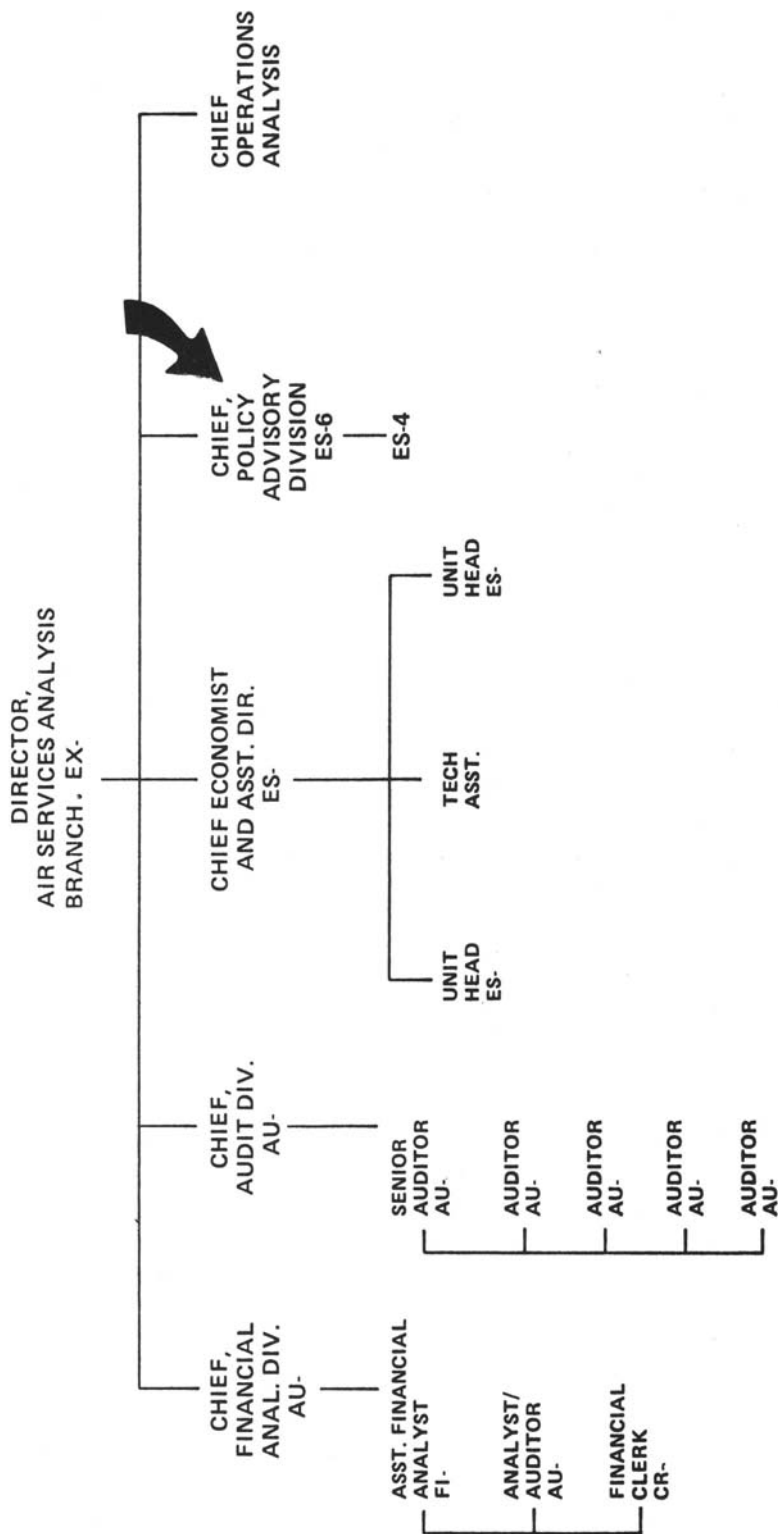 DIRECTOR,
AIR SERVICES ANALYSIS
BRANCH. EX-
CHIEF,
FINANCIAL
ANAL. DIV.
AU-
CHIEF,
AUDIT DIV.
AU-
CHIEF ECONOMIST
AND ASST. DIR.
ES-
CHIEF,
POLICY
ADVISORY
DIVISION
ES-6
CHIEF
OPERATIONS
ANALYSIS
ASST. FINANCIAL
ANALYST
FI-
ANALYST/
AUDITOR
AU-
FINANCIAL
CLERK
CR-
SENIOR
AUDITOR
AU-
AUDITOR
AU-
AUDITOR
AU-
AUDITOR
AU-
AUDITOR
AU-
UNIT
HEAD
ES-
TECH
ASST.
UNIT
HEAD
ES-
ES-4